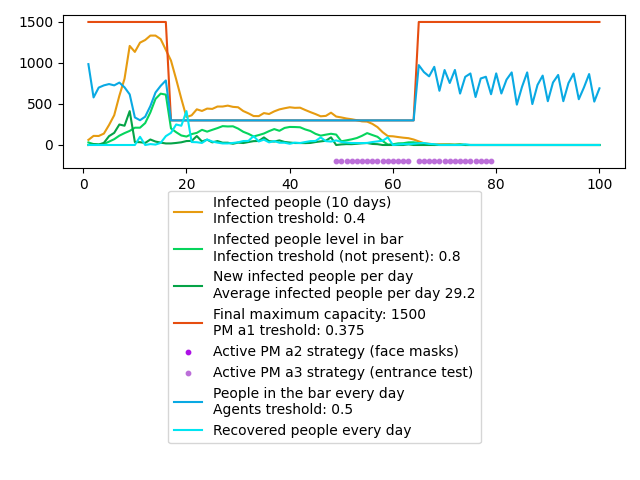 1500
1000
500
0
0
20
40
60
80
100
Infected people (10 days)
Infection treshold: 0.4
Infected people level in bar
Infection treshold (not present): 0.8
New infected people per day
Average infected people per day 29.2
Final maximum capacity: 1500
PM a1 treshold: 0.375
Active PM a2 strategy (face masks)
Active PM a3 strategy (entrance test)
People in the bar every day
Agents treshold: 0.5
Recovered people every day